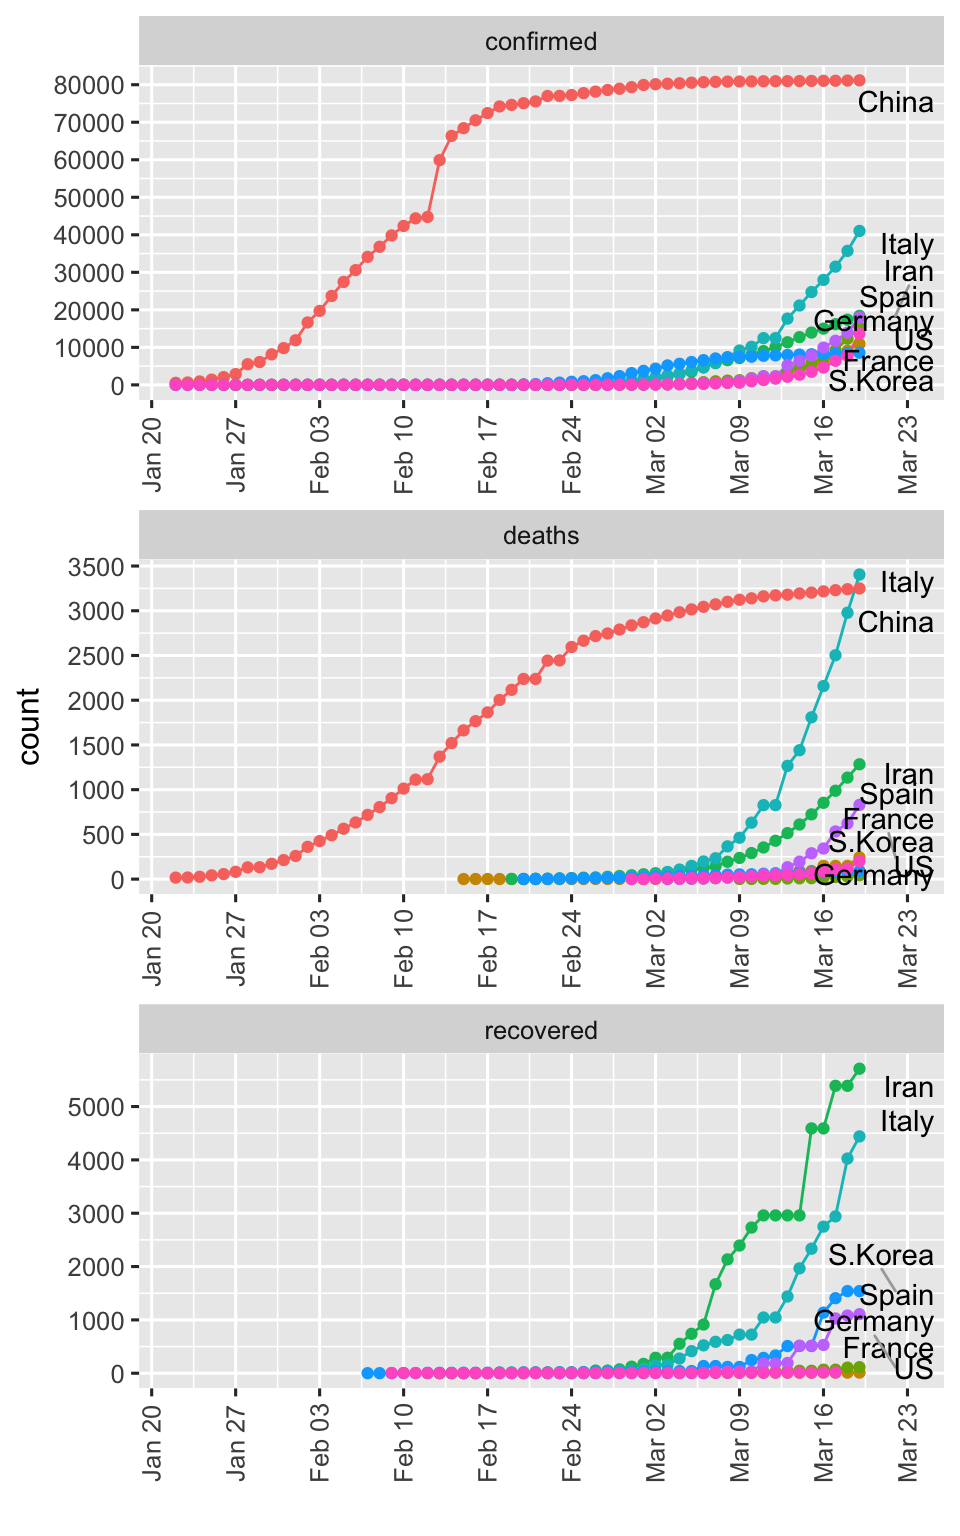 confirmed
80000
70000
60000
50000
40000
30000
20000
10000
0
China
Italy
Iran
Spain
Germany
US
France
S.Korea
Jan 20
Jan 27
Feb 03
Feb 10
Feb 17
Feb 24
Mar 02
Mar 09
Mar 16
Mar 23
count
deaths
3500
3000
2500
2000
1500
1000
500
0
Italy
China
Iran
Spain
France
S.Korea
US
Germany
Jan 20
Jan 27
Feb 03
Feb 10
Feb 17
Feb 24
Mar 02
Mar 09
Mar 16
Mar 23
recovered
5000
4000
3000
2000
1000
0
Iran
Italy
S.Korea
Spain
Germany
France
US
Jan 20
Jan 27
Feb 03
Feb 10
Feb 17
Feb 24
Mar 02
Mar 09
Mar 16
Mar 23